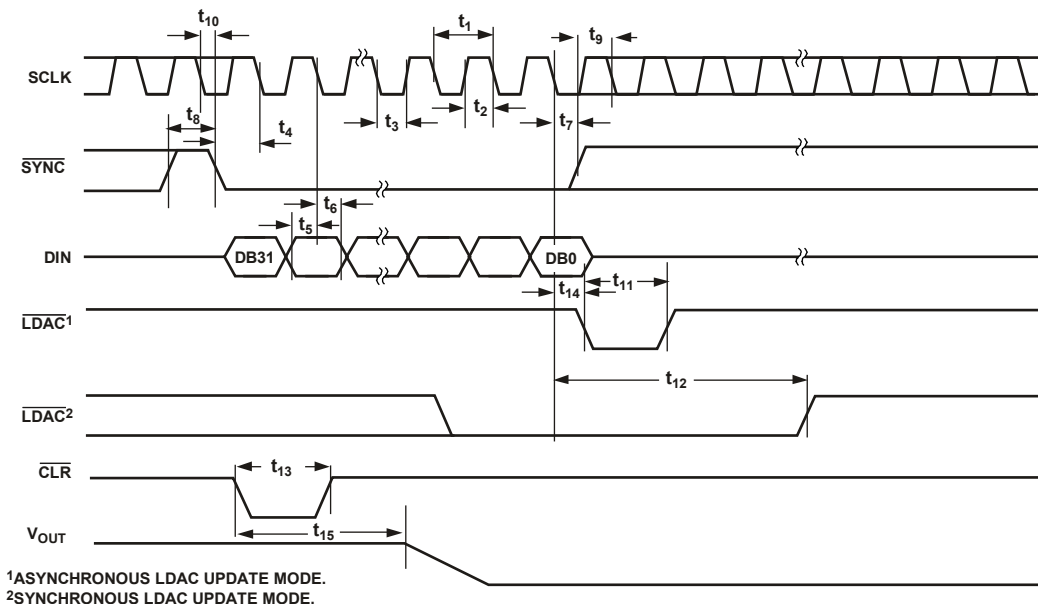 t10
t1
t9
SCLK
t8
t4
t3
t2
t7
SYNC
t5
t6
DIN
DB31
DB0
t14
t11
LDAC1
t12
LDAC2
CLR
t13
t15
VOUT
1ASYNCHRONOUS LDAC UPDATE MODE.
2SYNCHRONOUS LDAC UPDATE MODE.